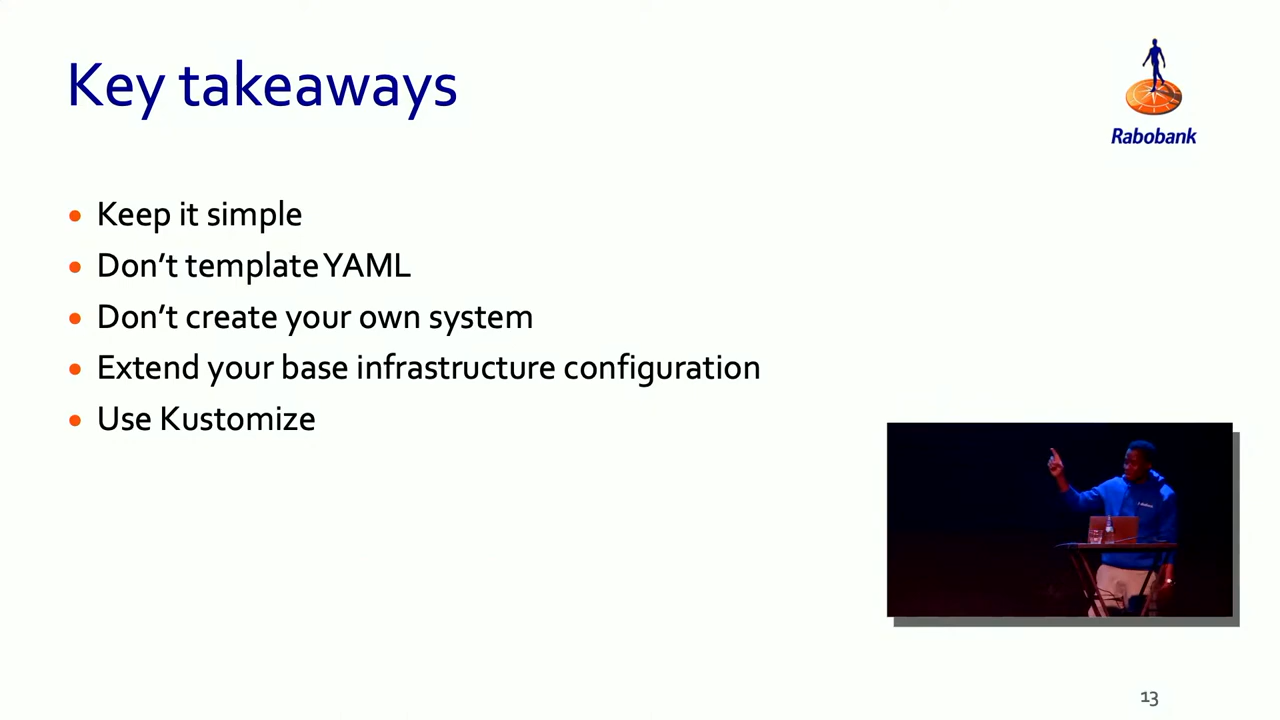 Key takeaways
Rabobank
Keep it simple
Don't template YAML
Don't create your own system
Extend your base infrastructure configuration
Use Kustomize
13